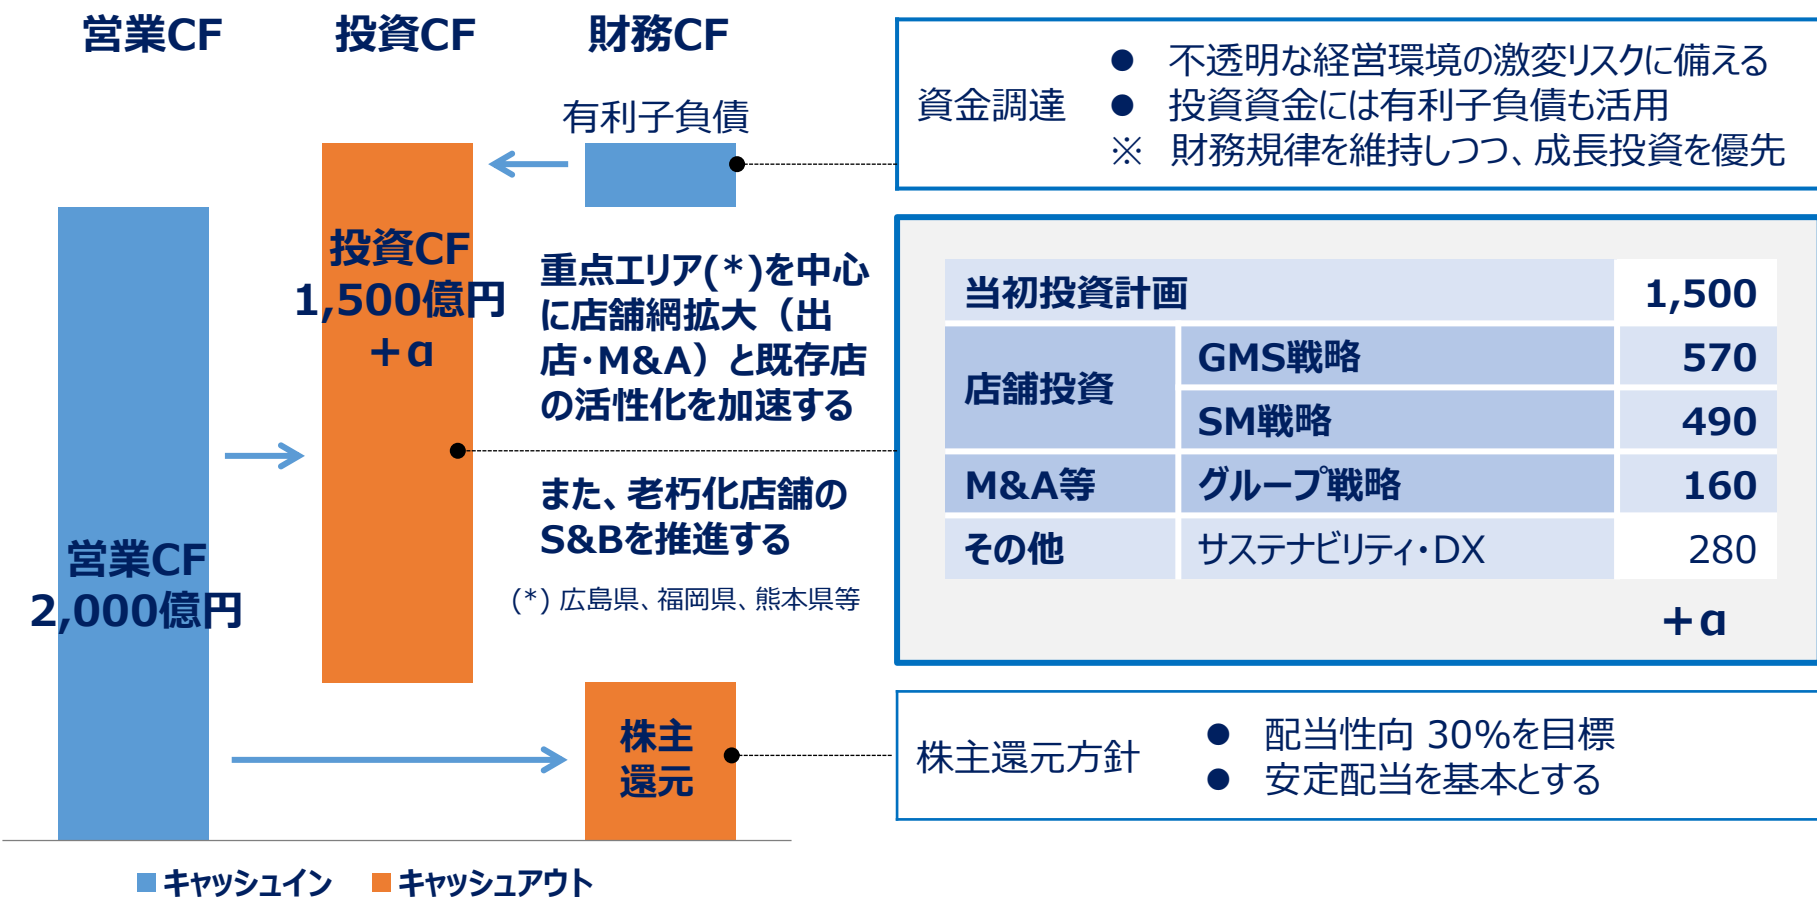 営業CF
投資CF
財務CF
有利子負債
投資CF
1,500億円
＋α
営業CF
2,000億円
重点エリア(*)を中心
に店舗網拡大（出
店・M&A）と既存店
の活性化を加速する
また、老朽化店舗の
S&Bを推進する
(*) 広島県、福岡県、熊本県等
株主
還元
キャッシュイン
キャッシュアウト
資金調達
● 不透明な経営環境の激変リスクに備える
● 投資資金には有利子負債も活用
※ 財務規律を維持しつつ、成長投資を優先
当初投資計画 1,500
店舗投資
GMS戦略 570
SM戦略 490
M&A等 グループ戦略 160
その他 サステナビリティ・DX 280
＋α
株主還元方針
● 配当性向 30%を目標
● 安定配当を基本とする